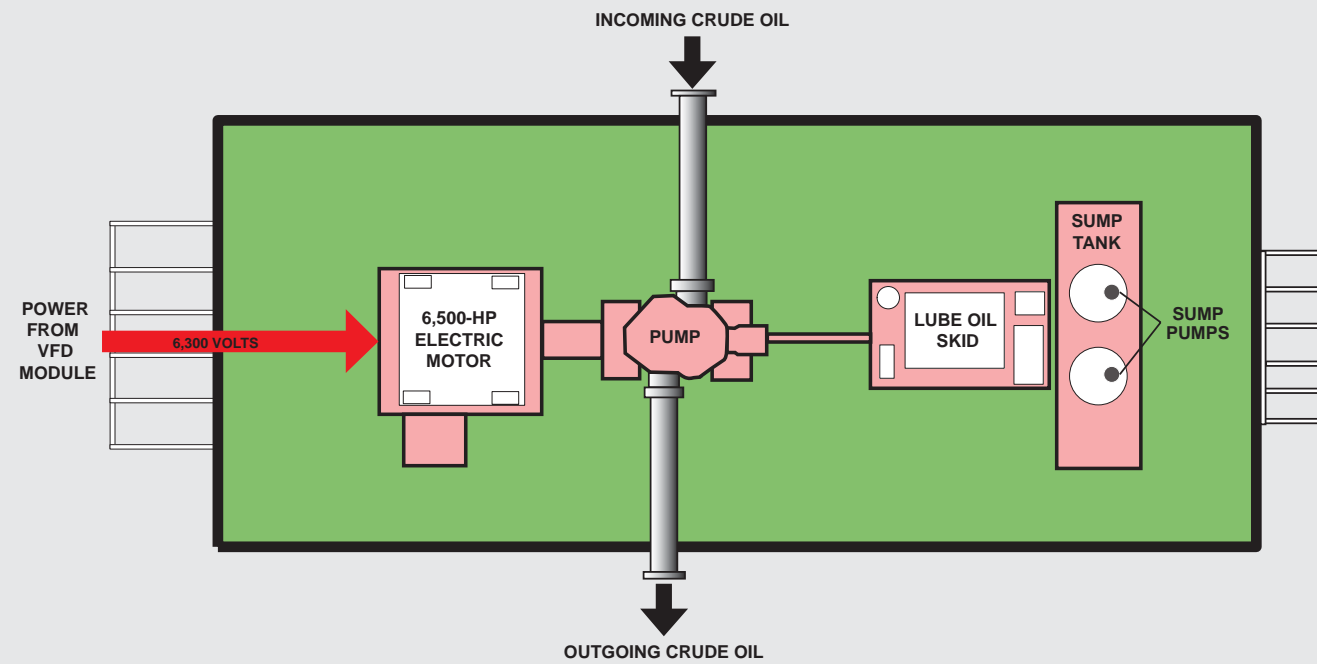 INCOMING CRUDE OIL
POWER
FROM
VFD
MODULE
6,300 VOLTS
6,500-HP
ELECTRIC
MOTOR
PUMP
LUBE OIL
SKID
SUMP
TANK
SUMP
PUMPS
OUTGOING CRUDE OIL